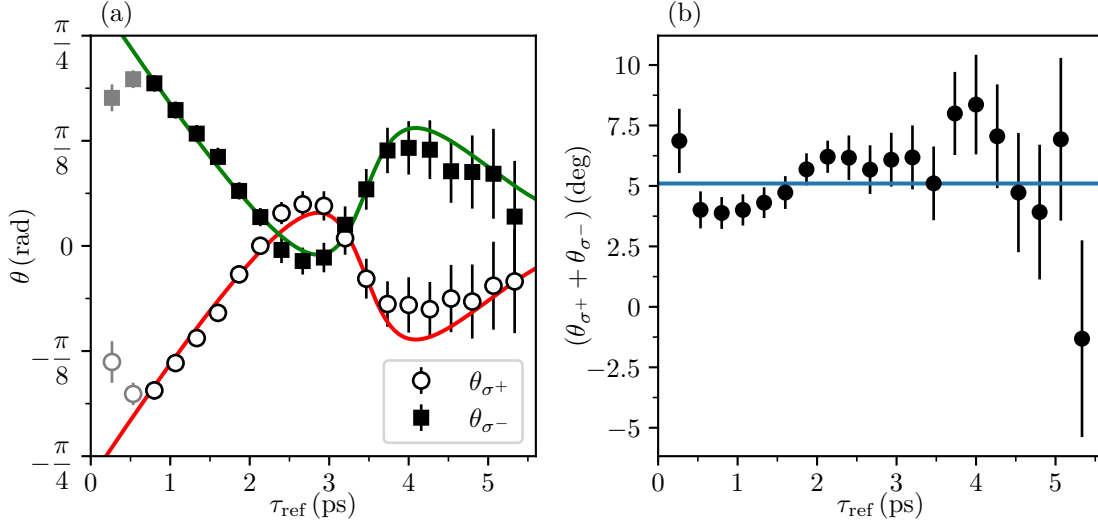 (a)
π/4
π/8
0
−π/8
−π/4
θ (rad)
0 1 2 3 4 5
τref (ps)
θσ+
θσ−
(b)
10
7.5
5
2.5
0
−2.5
−5
(θσ+ + θσ−) (deg)
0 1 2 3 4 5
τref (ps)